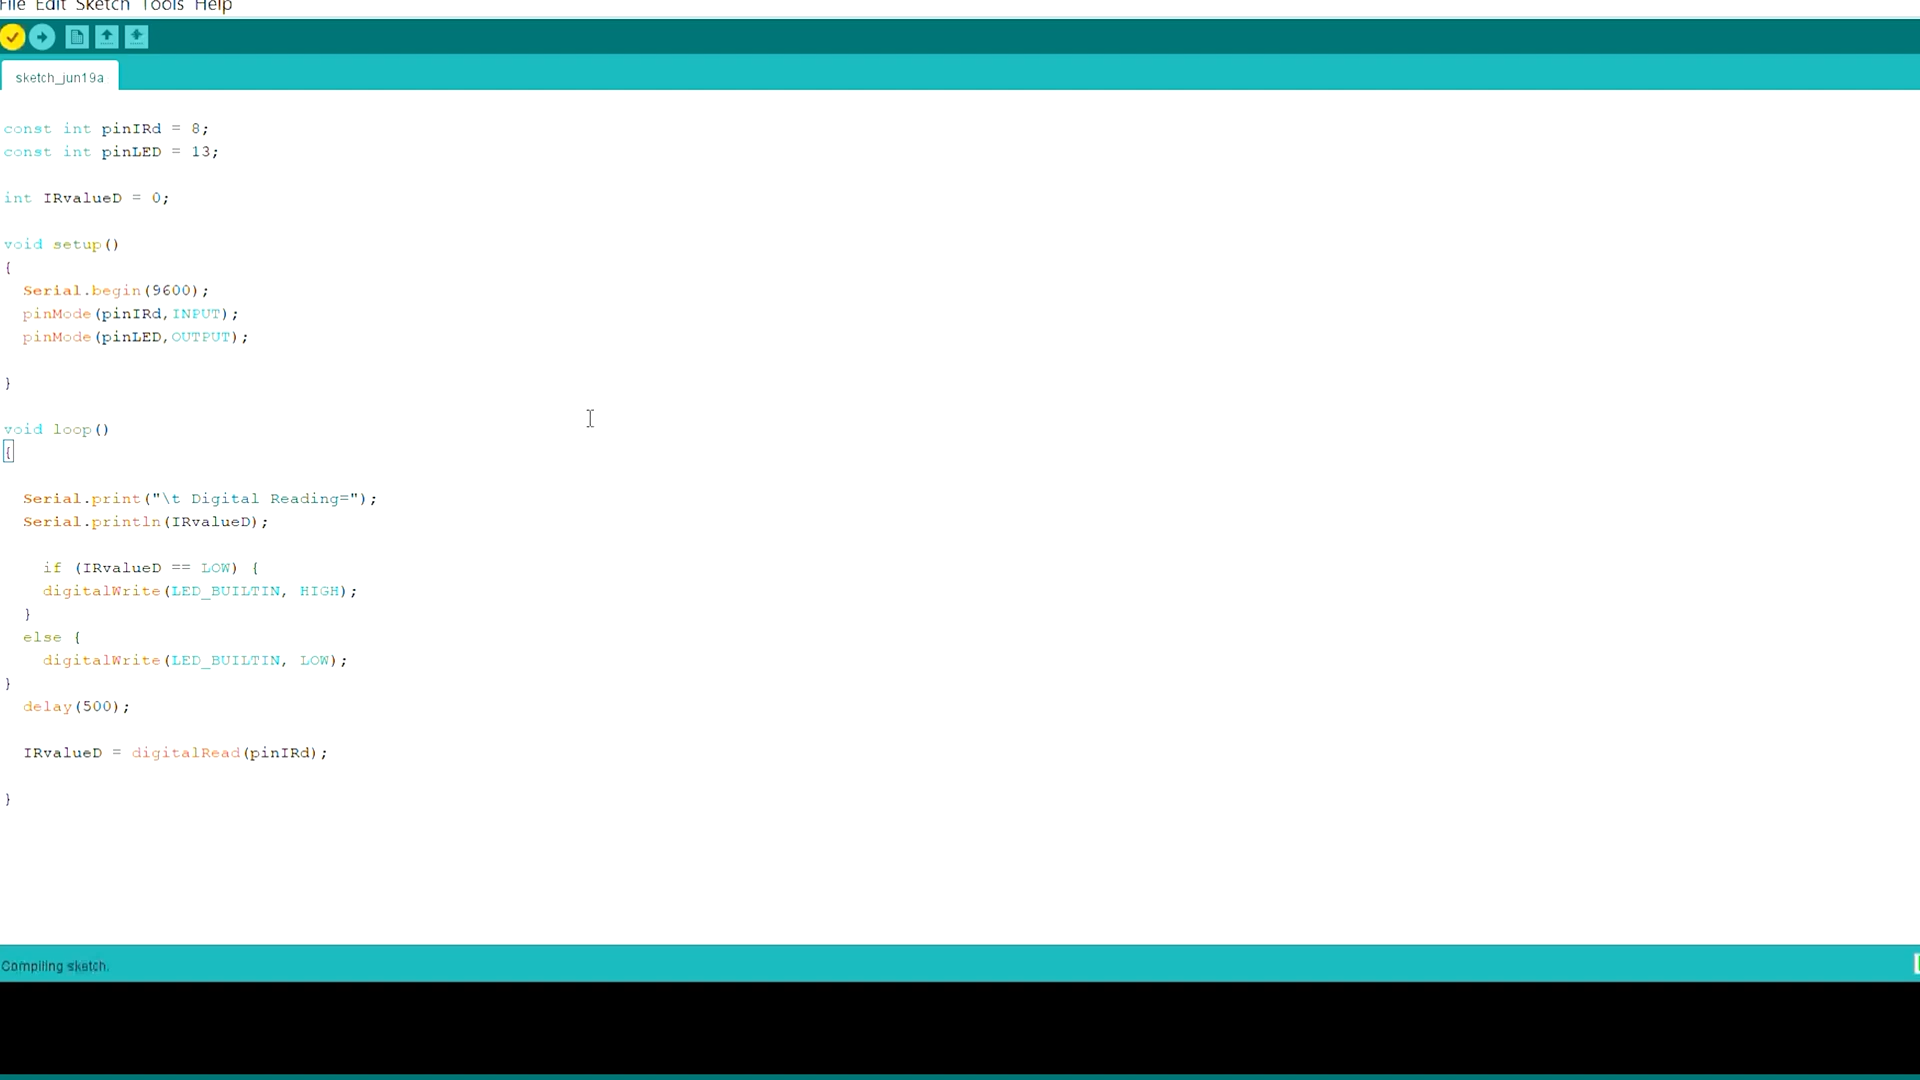 File Edit Sketch Tools Help
sketch_jun19a
const int pinIRd = 8;
const int pinLED = 13;
int IRvalueD = 0;
void setup()
{
Serial.begin(9600);
pinMode(pinIRd,INPUT);
pinMode(pinLED,OUTPUT);
}
void loop()
{
Serial.print("\t Digital Reading=");
Serial.println(IRvalueD);
if (IRvalueD == LOW) {
digitalWrite(LED_BUILTIN, HIGH);
}
else {
digitalWrite(LED_BUILTIN, LOW);
}
delay(500);
IRvalueD = digitalRead(pinIRd);
}
Compiling sketch.